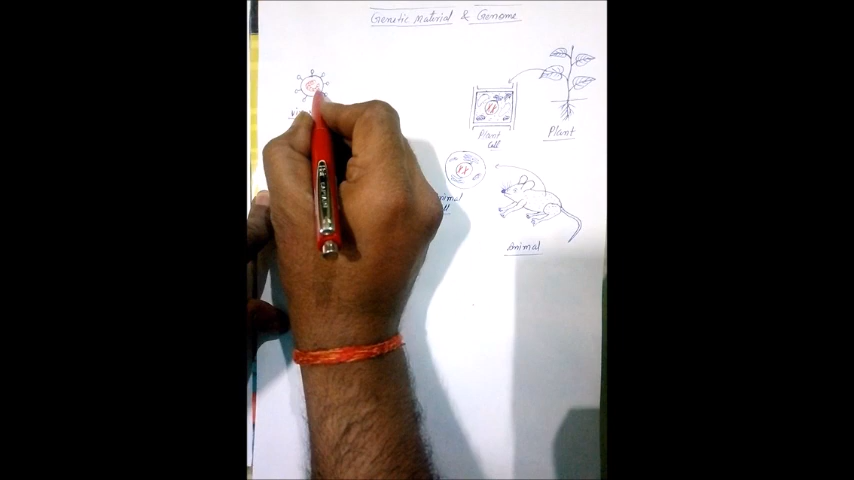 Genetic Material & Genome
Plant
Cell
Plant
Animal